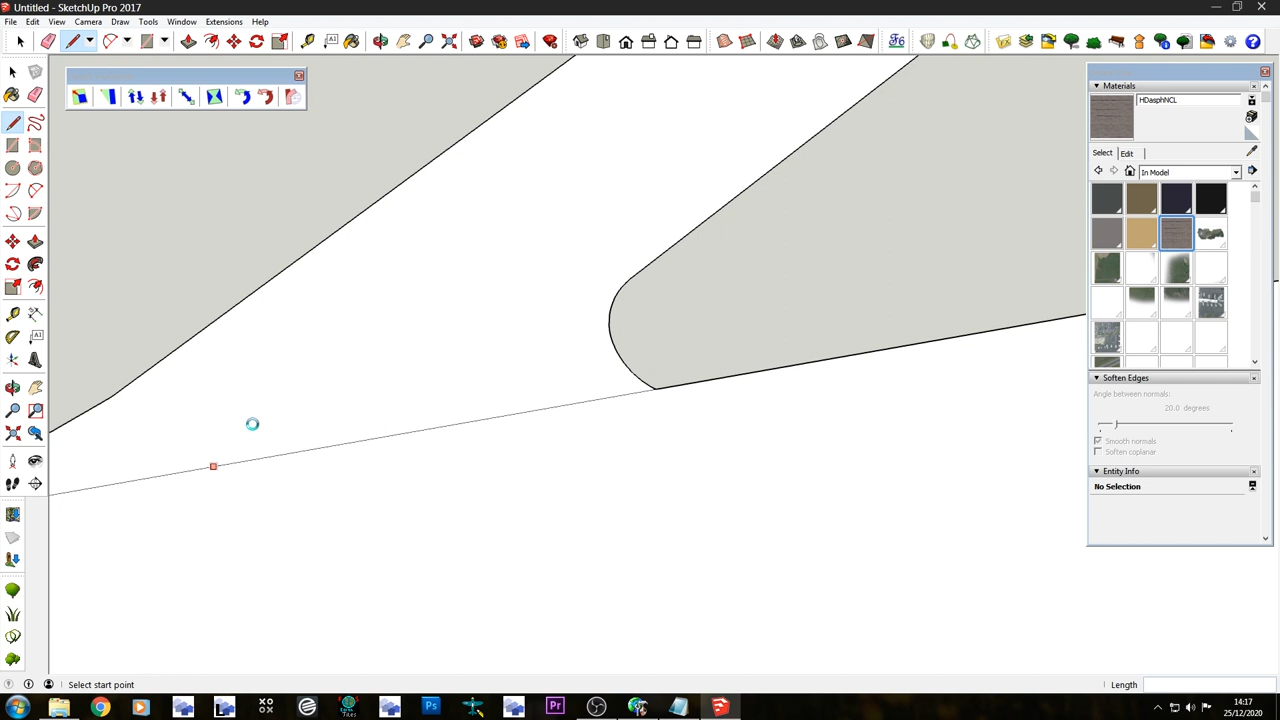 Untitled - SketchUp Pro 2017
File Edit View Camera Draw Tools Window Extensions Help
Materials
HDasphNCL
Select Edit
In Model
Soften Edges
Angle between normals:
20.0 degrees
Smooth normals
Soften coplanar
Entity Info
No Selection
Select start point
Length
14:17
25/12/2020